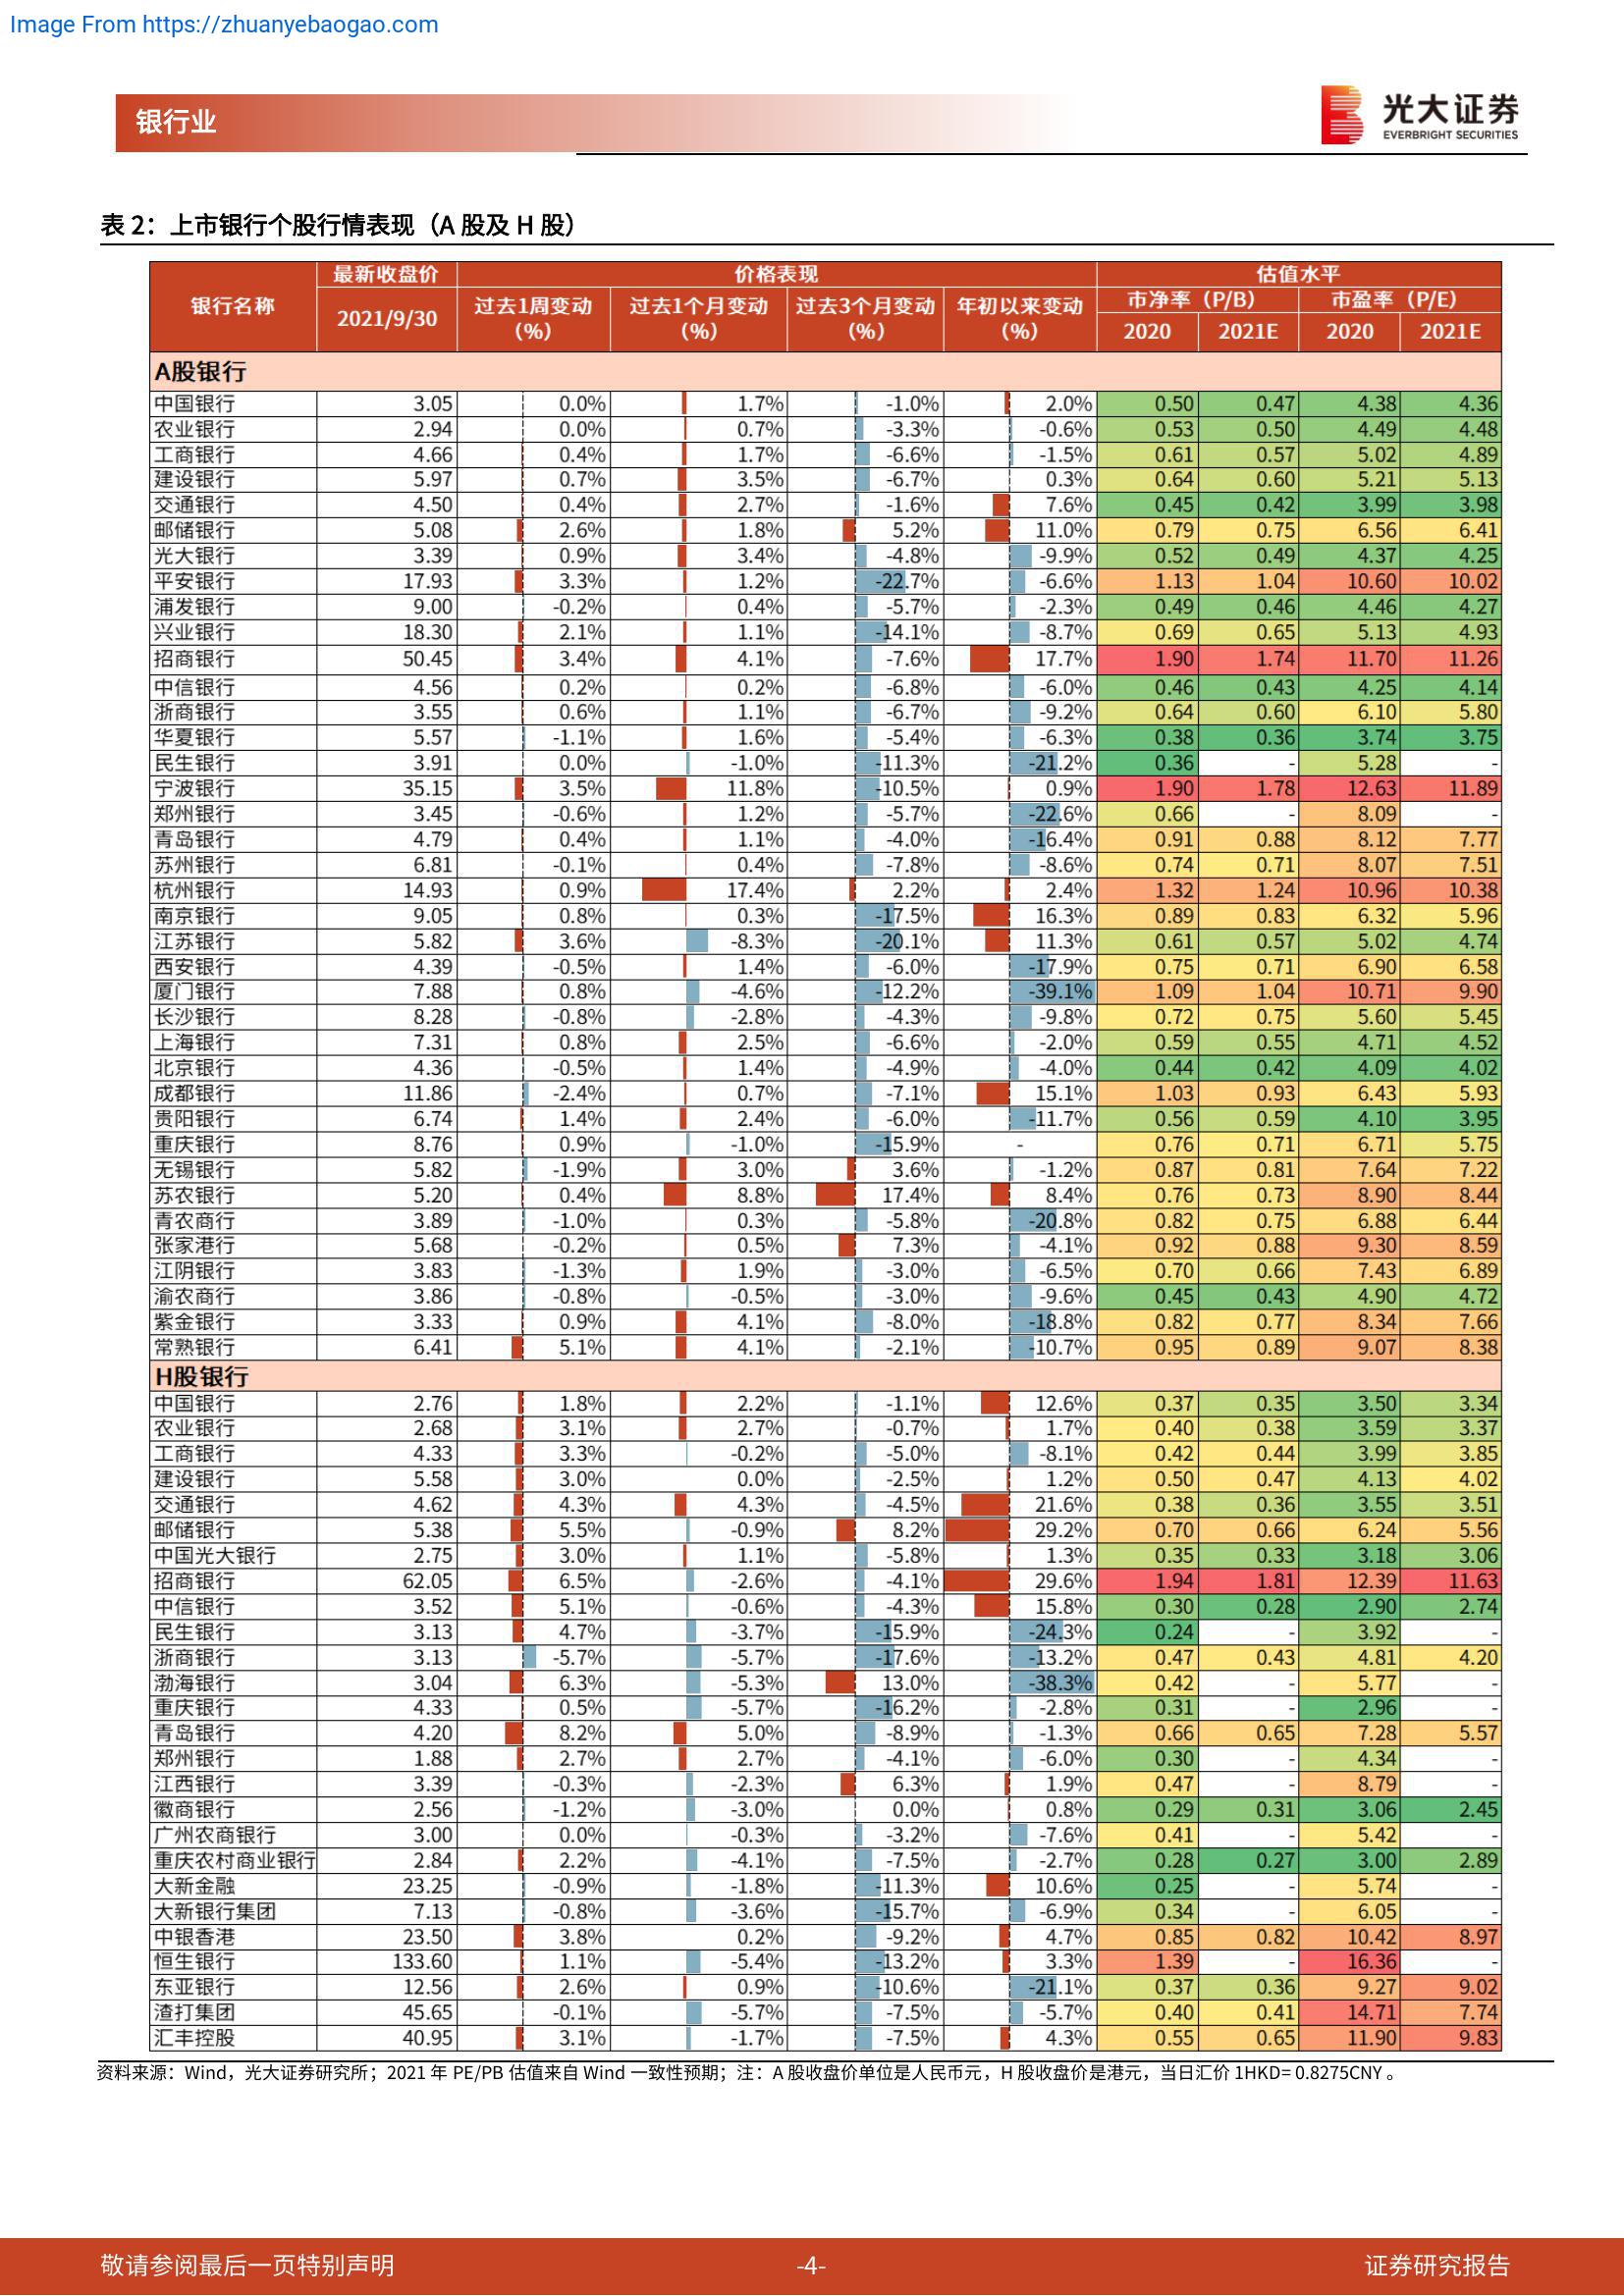 Image From https://zhuanyebaogao.com
银行业
光大证券
EVERBRIGHT SECURITIES
表 2：上市银行个股行情表现（A 股及 H 股）
银行名称 最新收盘价 价格表现 估值水平
2021/9/30 过去1周变动（%） 过去1个月变动（%） 过去3个月变动（%） 年初以来变动（%） 市净率（P/B） 市盈率（P/E）
2020 2021E 2020 2021E
A股银行
中国银行 3.05 0.0% 1.7% -1.0% 2.0% 0.50 0.47 4.38 4.36
农业银行 2.94 0.0% 0.7% -3.3% -0.6% 0.53 0.50 4.49 4.48
工商银行 4.66 0.4% 1.7% -6.6% -1.5% 0.61 0.57 5.02 4.89
建设银行 5.97 0.7% 3.5% -6.7% 0.3% 0.64 0.60 5.21 5.13
交通银行 4.50 0.4% 2.7% -1.6% 7.6% 0.45 0.42 3.99 3.98
邮储银行 5.08 2.6% 1.8% 5.2% 11.0% 0.79 0.75 6.56 6.41
光大银行 3.39 0.9% 3.4% -4.8% -9.9% 0.52 0.49 4.37 4.25
平安银行 17.93 3.3% 1.2% -22.7% -6.6% 1.13 1.04 10.60 10.02
浦发银行 9.00 -0.2% 0.4% -5.7% -2.3% 0.49 0.46 4.46 4.27
兴业银行 18.30 2.1% 1.1% -14.1% -8.7% 0.69 0.65 5.13 4.93
招商银行 50.45 3.4% 4.1% -7.6% 17.7% 1.90 1.74 11.70 11.26
中信银行 4.56 0.2% 0.2% -6.8% -6.0% 0.46 0.43 4.25 4.14
浙商银行 3.55 0.6% 1.1% -6.7% -9.2% 0.64 0.60 6.10 5.80
华夏银行 5.57 -1.1% 1.6% -5.4% -6.3% 0.38 0.36 3.74 3.75
民生银行 3.91 0.0% -1.0% -11.3% -21.2% 0.36 - 5.28 -
宁波银行 35.15 3.5% 11.8% -10.5% 0.9% 1.90 1.78 12.63 11.89
郑州银行 3.45 -0.6% 1.2% -5.7% -22.6% 0.66 - 8.09 -
青岛银行 4.79 0.4% 1.1% -4.0% -16.4% 0.91 0.88 8.12 7.77
苏州银行 6.81 -0.1% 0.4% -7.8% -8.6% 0.74 0.71 8.07 7.51
杭州银行 14.93 0.9% 17.4% 2.2% 2.4% 1.32 1.24 10.96 10.38
南京银行 9.05 0.8% 0.3% -17.5% 16.3% 0.89 0.83 6.32 5.96
江苏银行 5.82 3.6% -8.3% -20.1% 11.3% 0.61 0.57 5.02 4.74
西安银行 4.39 -0.5% 1.4% -6.0% -17.9% 0.75 0.71 6.90 6.58
厦门银行 7.88 0.8% -4.6% -12.2% -39.1% 1.09 1.04 10.71 9.90
长沙银行 8.28 -0.8% -2.8% -4.3% -9.8% 0.72 0.75 5.60 5.45
上海银行 7.31 0.8% 2.5% -6.6% -2.0% 0.59 0.55 4.71 4.52
北京银行 4.36 -0.5% 1.4% -4.9% -4.0% 0.44 0.42 4.09 4.02
成都银行 11.86 -2.4% 0.7% -7.1% 15.1% 1.03 0.93 6.43 5.93
贵阳银行 6.74 1.4% 2.4% -6.0% -11.7% 0.56 0.59 4.10 3.95
重庆银行 8.76 0.9% -1.0% -15.9% - 0.76 0.71 6.71 5.75
无锡银行 5.82 -1.9% 3.0% 3.6% -1.2% 0.87 0.81 7.64 7.22
苏农银行 5.20 0.4% 8.8% 17.4% 8.4% 0.76 0.73 8.90 8.44
青农商行 3.89 -1.0% 0.3% -5.8% -20.8% 0.82 0.75 6.88 6.44
张家港行 5.68 -0.2% 0.5% 7.3% -4.1% 0.92 0.88 9.30 8.59
江阴银行 3.83 -1.3% 1.9% -3.0% -6.5% 0.70 0.66 7.43 6.89
渝农商行 3.86 -0.8% -0.5% -3.0% -9.6% 0.45 0.43 4.90 4.72
紫金银行 3.33 0.9% 4.1% -8.0% -18.8% 0.82 0.77 8.34 7.66
常熟银行 6.41 5.1% 4.1% -2.1% -10.7% 0.95 0.89 9.07 8.38
H股银行
中国银行 2.76 1.8% 2.2% -1.1% 12.6% 0.37 0.35 3.50 3.34
农业银行 2.68 3.1% 2.7% -0.7% 1.7% 0.40 0.38 3.59 3.37
工商银行 4.33 3.3% -0.2% -5.0% -8.1% 0.42 0.44 3.99 3.85
建设银行 5.58 3.0% 0.0% -2.5% 1.2% 0.50 0.47 4.13 4.02
交通银行 4.62 4.3% 4.3% -4.5% 21.6% 0.38 0.36 3.55 3.51
邮储银行 5.38 5.5% -0.9% 8.2% 29.2% 0.70 0.66 6.24 5.56
中国光大银行 2.75 3.0% 1.1% -5.8% 1.3% 0.35 0.33 3.18 3.06
招商银行 62.05 6.5% -2.6% -4.1% 29.6% 1.94 1.81 12.39 11.63
中信银行 3.52 5.1% -0.6% -4.3% 15.8% 0.30 0.28 2.90 2.74
民生银行 3.13 4.7% -3.7% -15.9% -24.3% 0.24 - 3.92 -
浙商银行 3.13 -5.7% -5.7% -17.6% -13.2% 0.47 0.43 4.81 4.20
渤海银行 3.04 6.3% -5.3% 13.0% -38.3% 0.42 - 5.77 -
重庆银行 4.33 0.5% -5.7% -16.2% -2.8% 0.31 - 2.96 -
青岛银行 4.20 8.2% 5.0% -8.9% -1.3% 0.66 0.65 7.28 5.57
郑州银行 1.88 2.7% 2.7% -4.1% -6.0% 0.30 - 4.34 -
江西银行 3.39 -0.3% -2.3% 6.3% 1.9% 0.47 - 8.79 -
徽商银行 2.56 -1.2% -3.0% 0.0% 0.8% 0.29 0.31 3.06 2.45
广州农商银行 3.00 0.0% -0.3% -3.2% -7.6% 0.41 - 5.42 -
重庆农村商业银行 2.84 2.2% -4.1% -7.5% -2.7% 0.28 0.27 3.00 2.89
大新金融 23.25 -0.9% -1.8% -11.3% 10.6% 0.25 - 5.74 -
大新银行集团 7.13 -0.8% -3.6% -15.7% -6.9% 0.34 - 6.05 -
中银香港 23.50 3.8% 0.2% -9.2% 4.7% 0.85 0.82 10.42 8.97
恒生银行 133.60 1.1% -5.4% -13.2% 3.3% 1.39 - 16.36 -
东亚银行 12.56 2.6% 0.9% -10.6% -21.1% 0.37 0.36 9.27 9.02
渣打集团 45.65 -0.1% -5.7% -7.5% -5.7% 0.40 0.41 14.71 7.74
汇丰控股 40.95 3.1% -1.7% -7.5% 4.3% 0.55 0.65 11.90 9.83
资料来源：Wind，光大证券研究所；2021 年 PE/PB 估值来自 Wind 一致性预期；注：A 股收盘价单位是人民币元，H 股收盘价是港元，当日汇价 1HKD= 0.8275CNY 。
敬请参阅最后一页特别声明 -4- 证券研究报告